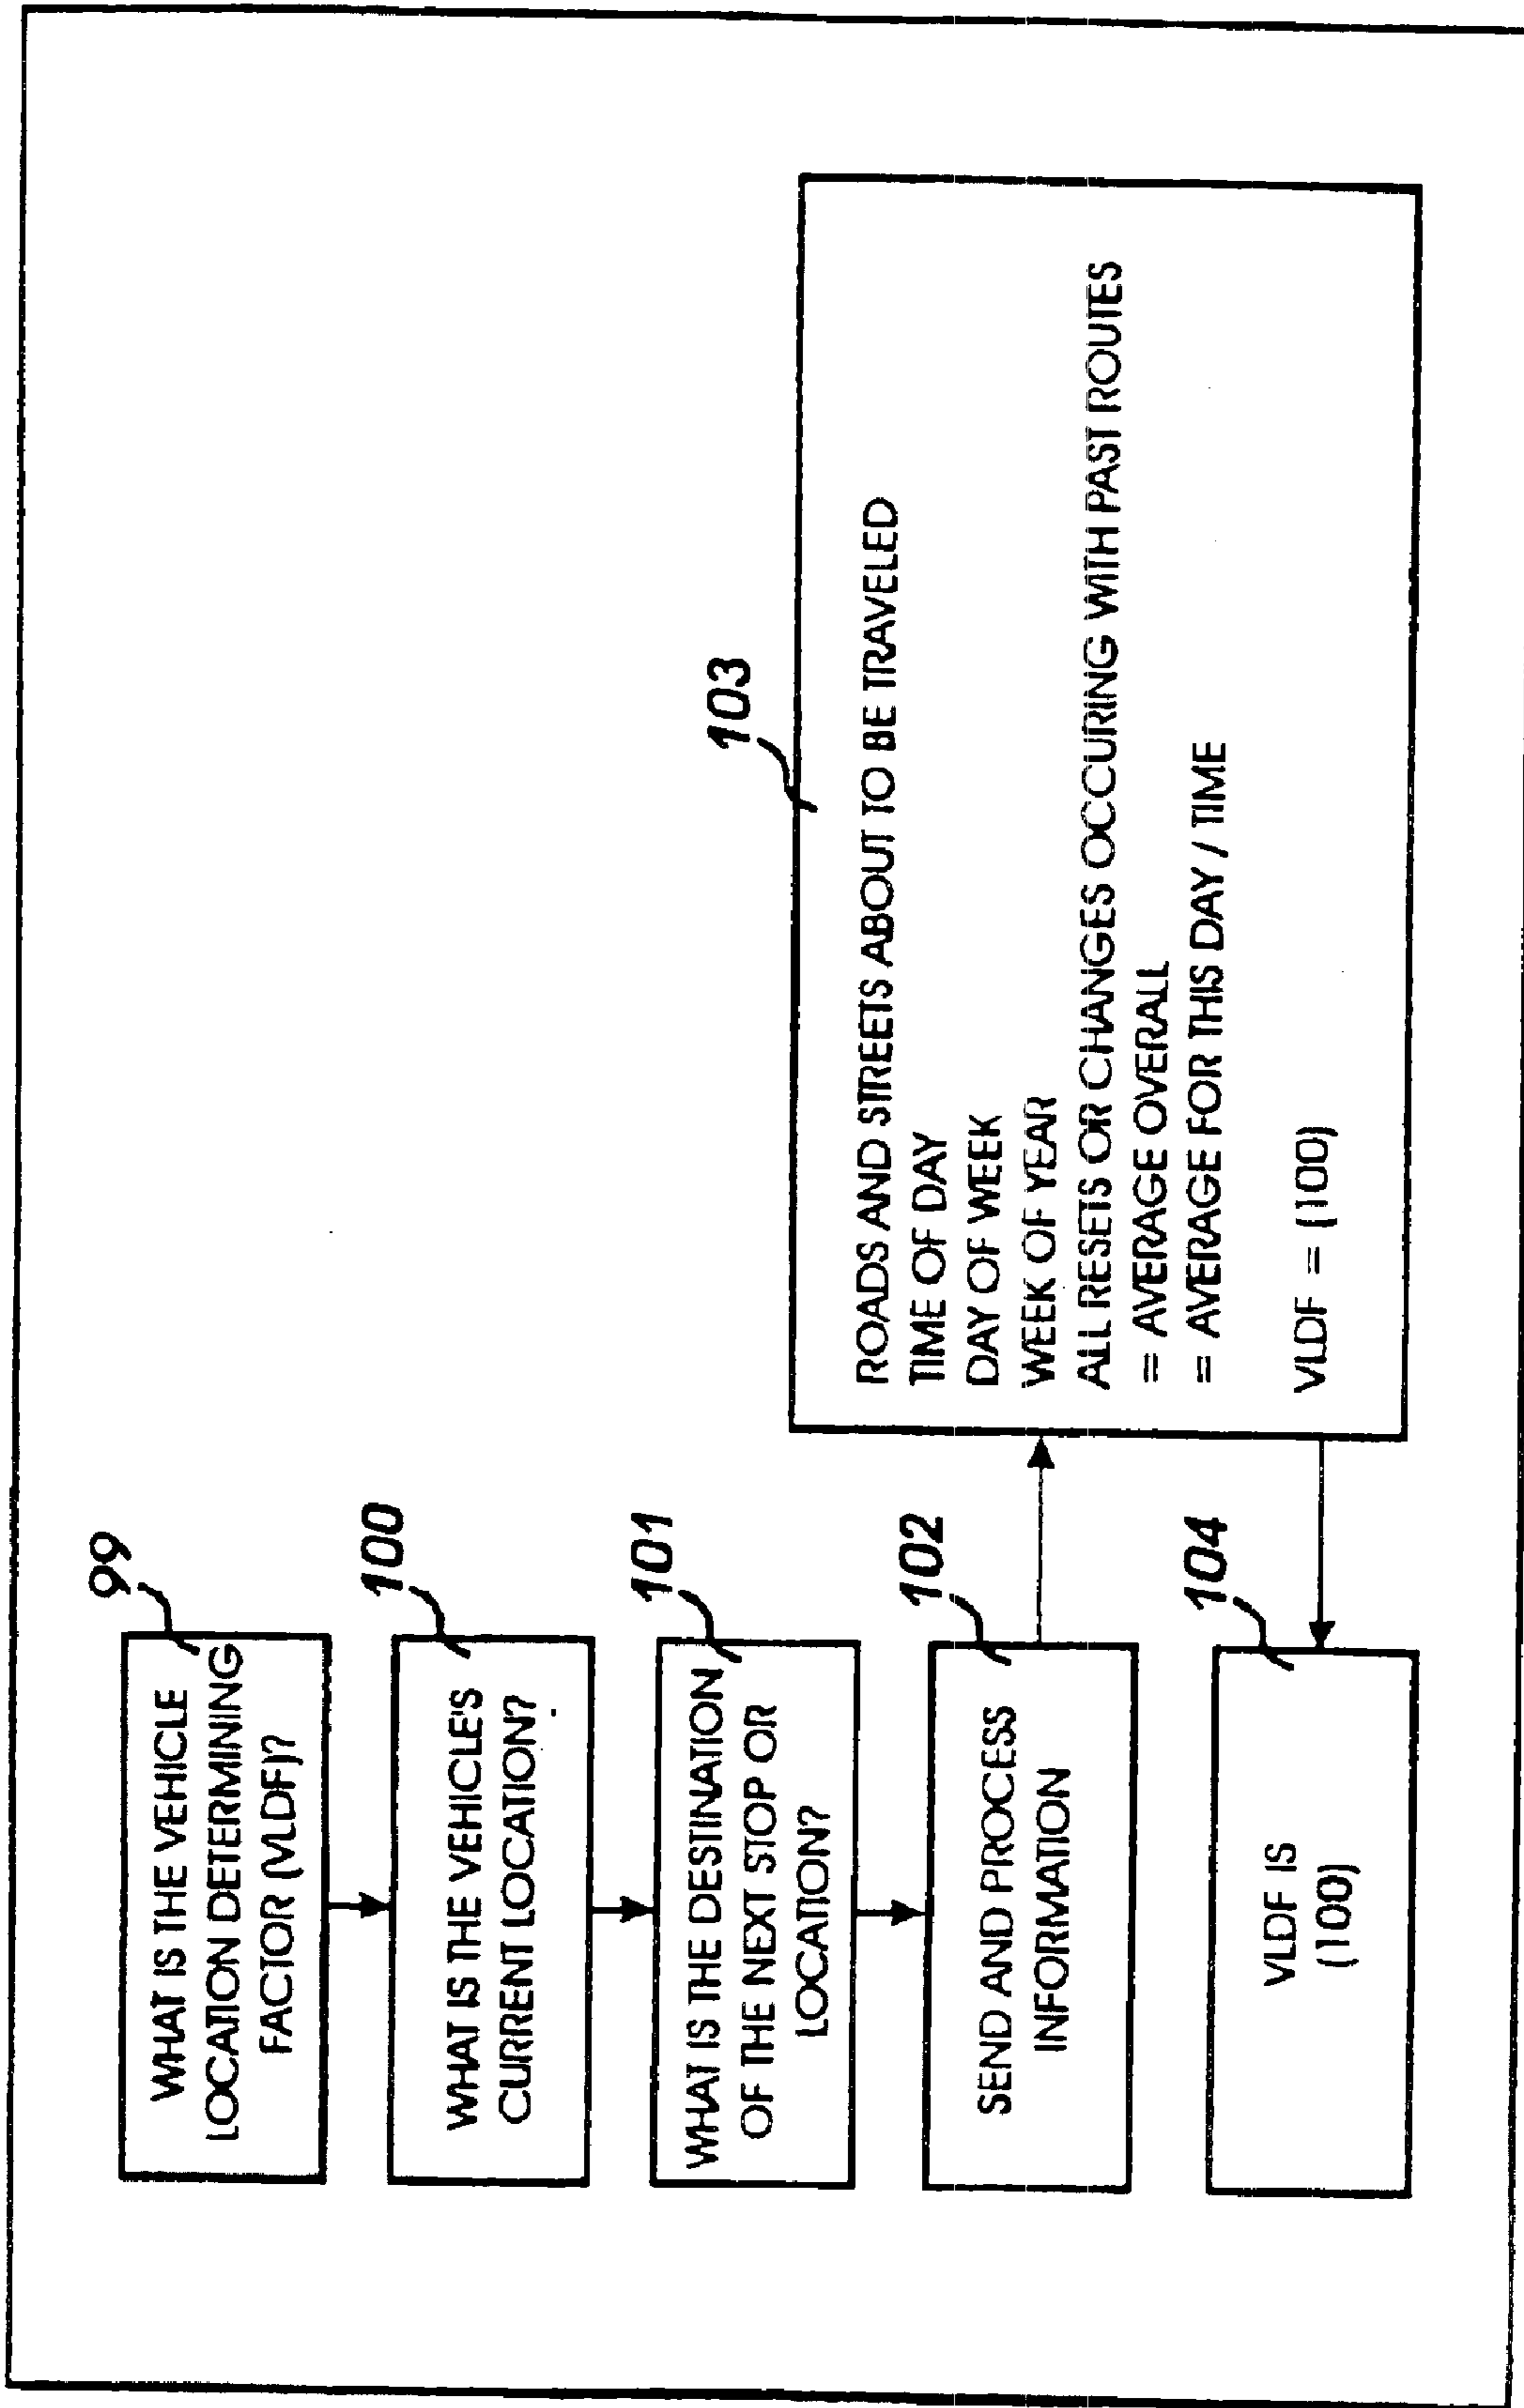 99
WHAT IS THE VEHICLE
LOCATION DETERMINING
FACTOR (VLDF)?
100
WHAT IS THE VEHICLE'S
CURRENT LOCATION?
101
WHAT IS THE DESTINATION
OF THE NEXT STOP OR
LOCATION?
102
SEND AND PROCESS
INFORMATION
103
ROADS AND STREETS ABOUT TO BE TRAVELED
TIME OF DAY
DAY OF WEEK
WEEK OF YEAR
ALL RESETS OR CHANGES OCCURING WITH PAST ROUTES
= AVERAGE OVERALL
= AVERAGE FOR THIS DAY / TIME
VLDF = (100)
104
VLDF IS
(100)